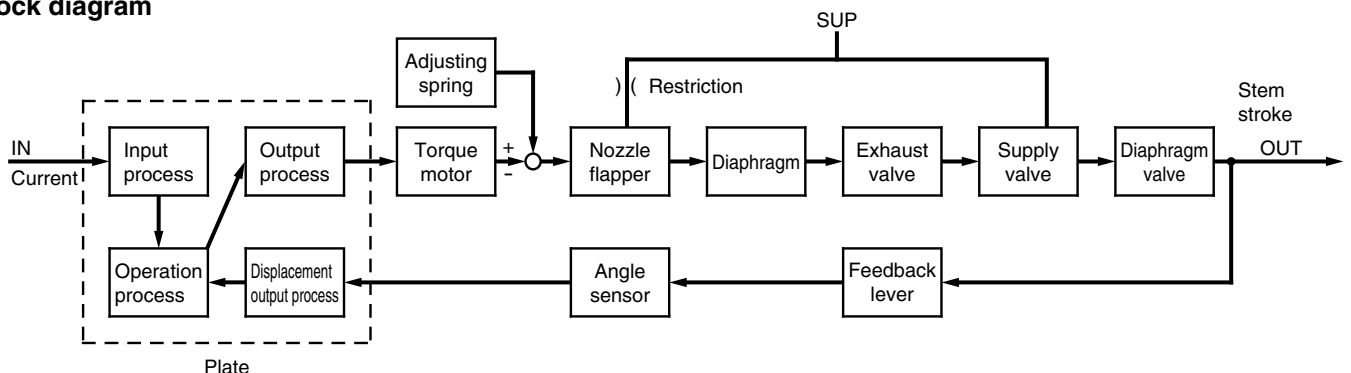 ock diagram
SUP
Adjusting
spring
) ( Restriction
Stem
stroke
IN
Current
Input
process
Output
process
Torque
motor
+
-
Nozzle
flapper
Diaphragm
Exhaust
valve
Supply
valve
Diaphragm
valve
OUT
Operation
process
Displacement
output process
Angle
sensor
Feedback
lever
Plate